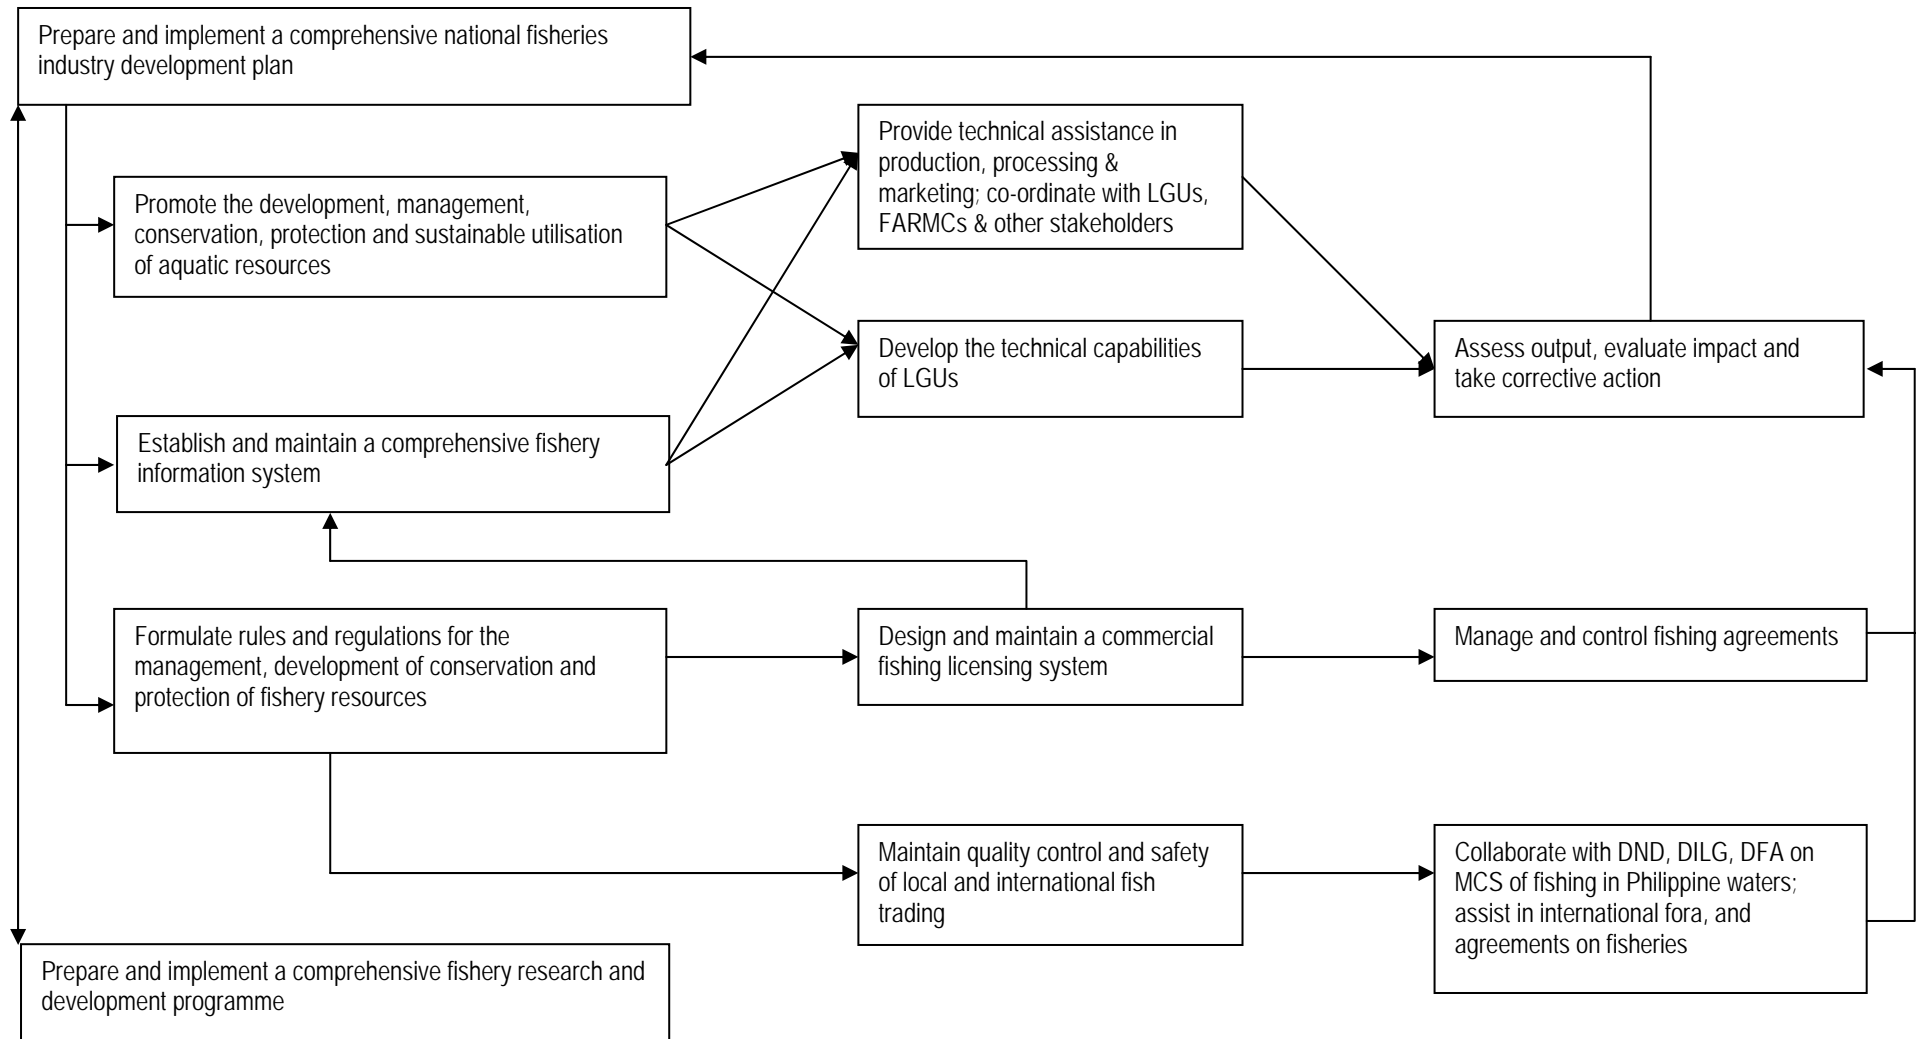 Prepare and implement a comprehensive national fisheries
industry development plan
Provide technical assistance in
production, processing &
marketing; co-ordinate with LGUs,
FARMCs & other stakeholders
Promote the development, management,
conservation, protection and sustainable utilisation
of aquatic resources
Develop the technical capabilities
of LGUs
Assess output, evaluate impact and
take corrective action
Establish and maintain a comprehensive fishery
information system
Formulate rules and regulations for the
management, development of conservation and
protection of fishery resources
Design and maintain a commercial
fishing licensing system
Manage and control fishing agreements
Maintain quality control and safety
of local and international fish
trading
Collaborate with DND, DILG, DFA on
MCS of fishing in Philippine waters;
assist in international fora, and
agreements on fisheries
Prepare and implement a comprehensive fishery research and
development programme